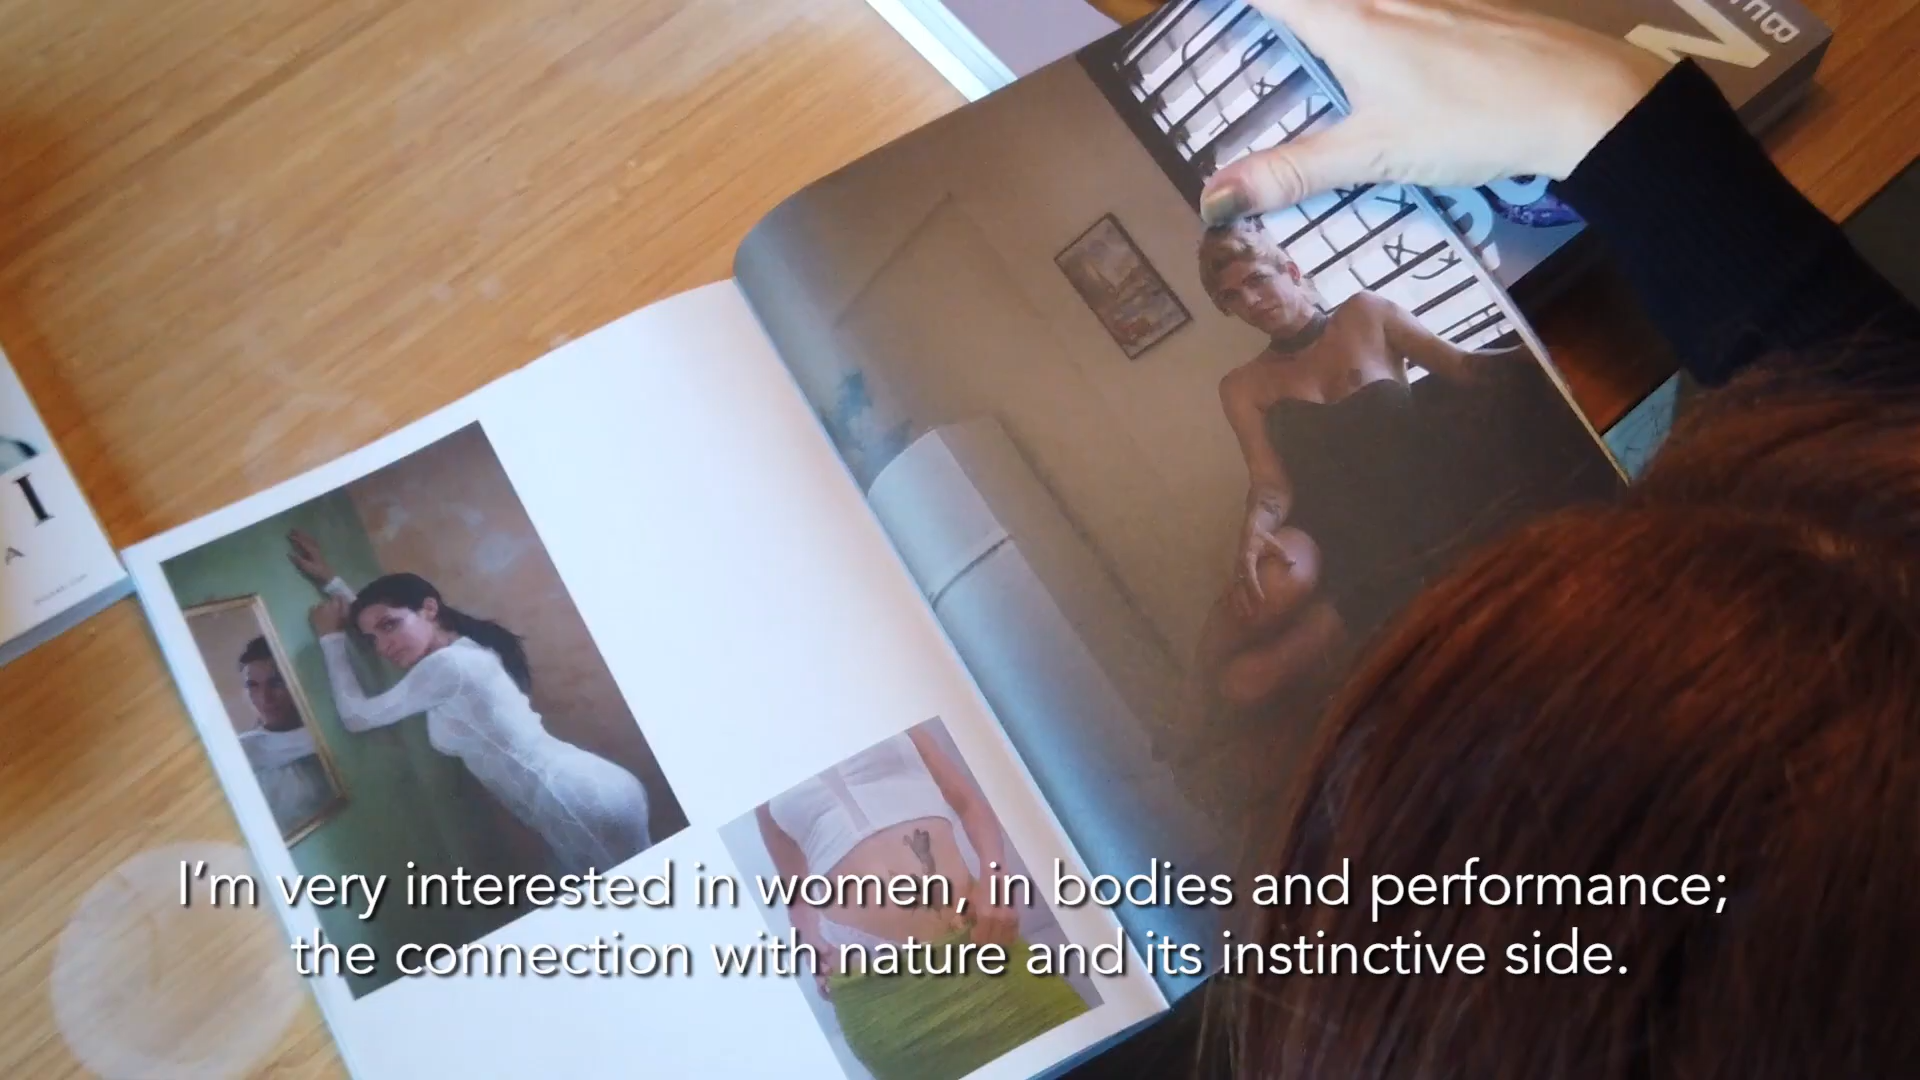 I
A
I'm very interested in women, in bodies and performance;
the connection with nature and its instinctive side.